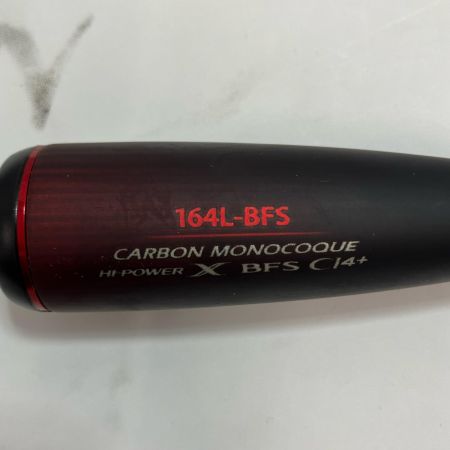 164L-BFS
CARBON MONOCOQUE
HI-POWER X BFS CI4+